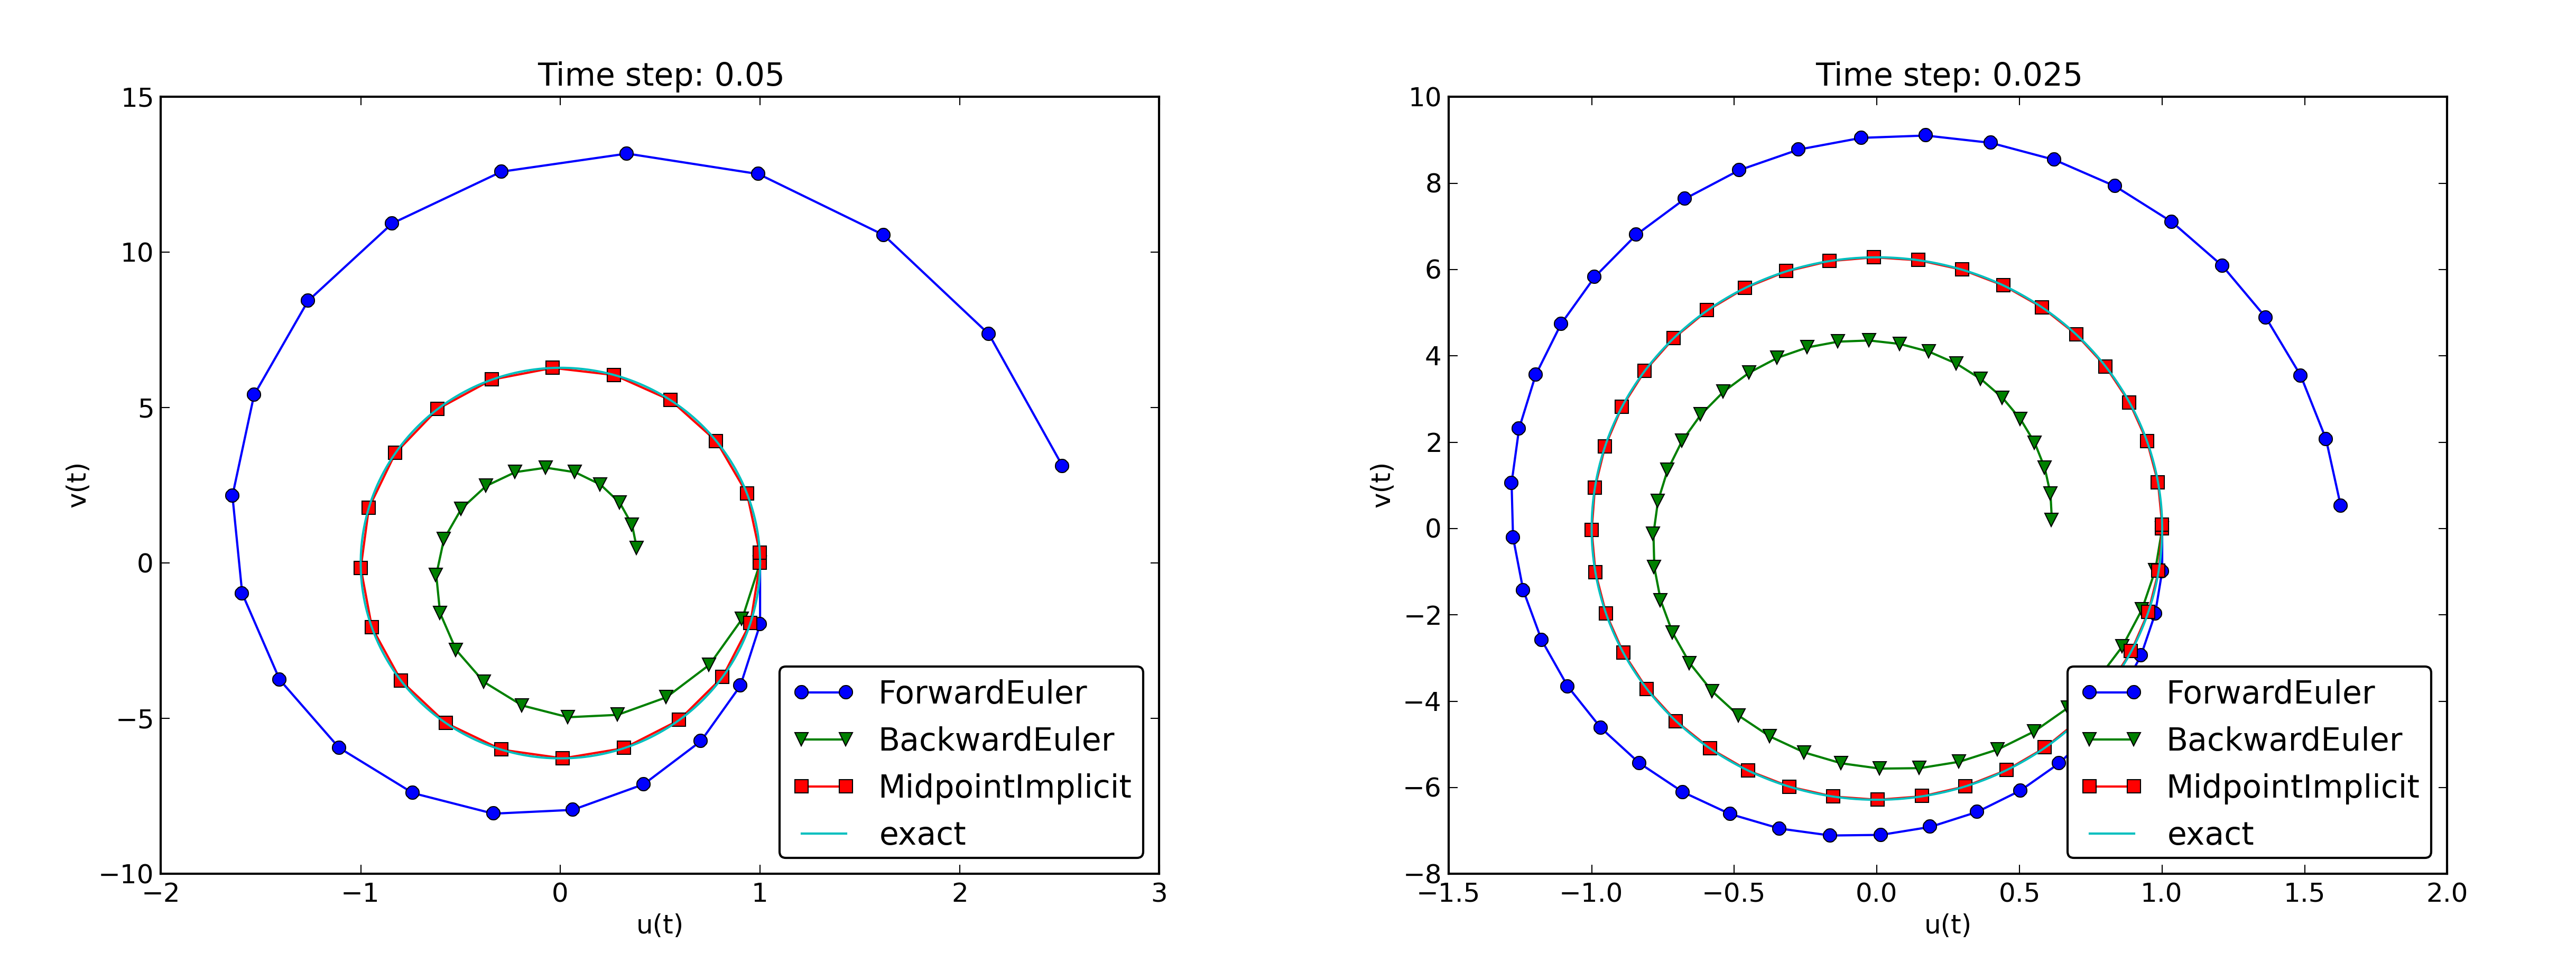 Time step: 0.05
15
10
5
0
−5
−10
−2
−1
0
1
2
3
v(t)
u(t)
ForwardEuler
BackwardEuler
MidpointImplicit
exact
Time step: 0.025
10
8
6
4
2
0
−2
−4
−6
−8
−1.5
−1.0
−0.5
0.0
0.5
1.0
1.5
2.0
v(t)
u(t)
ForwardEuler
BackwardEuler
MidpointImplicit
exact